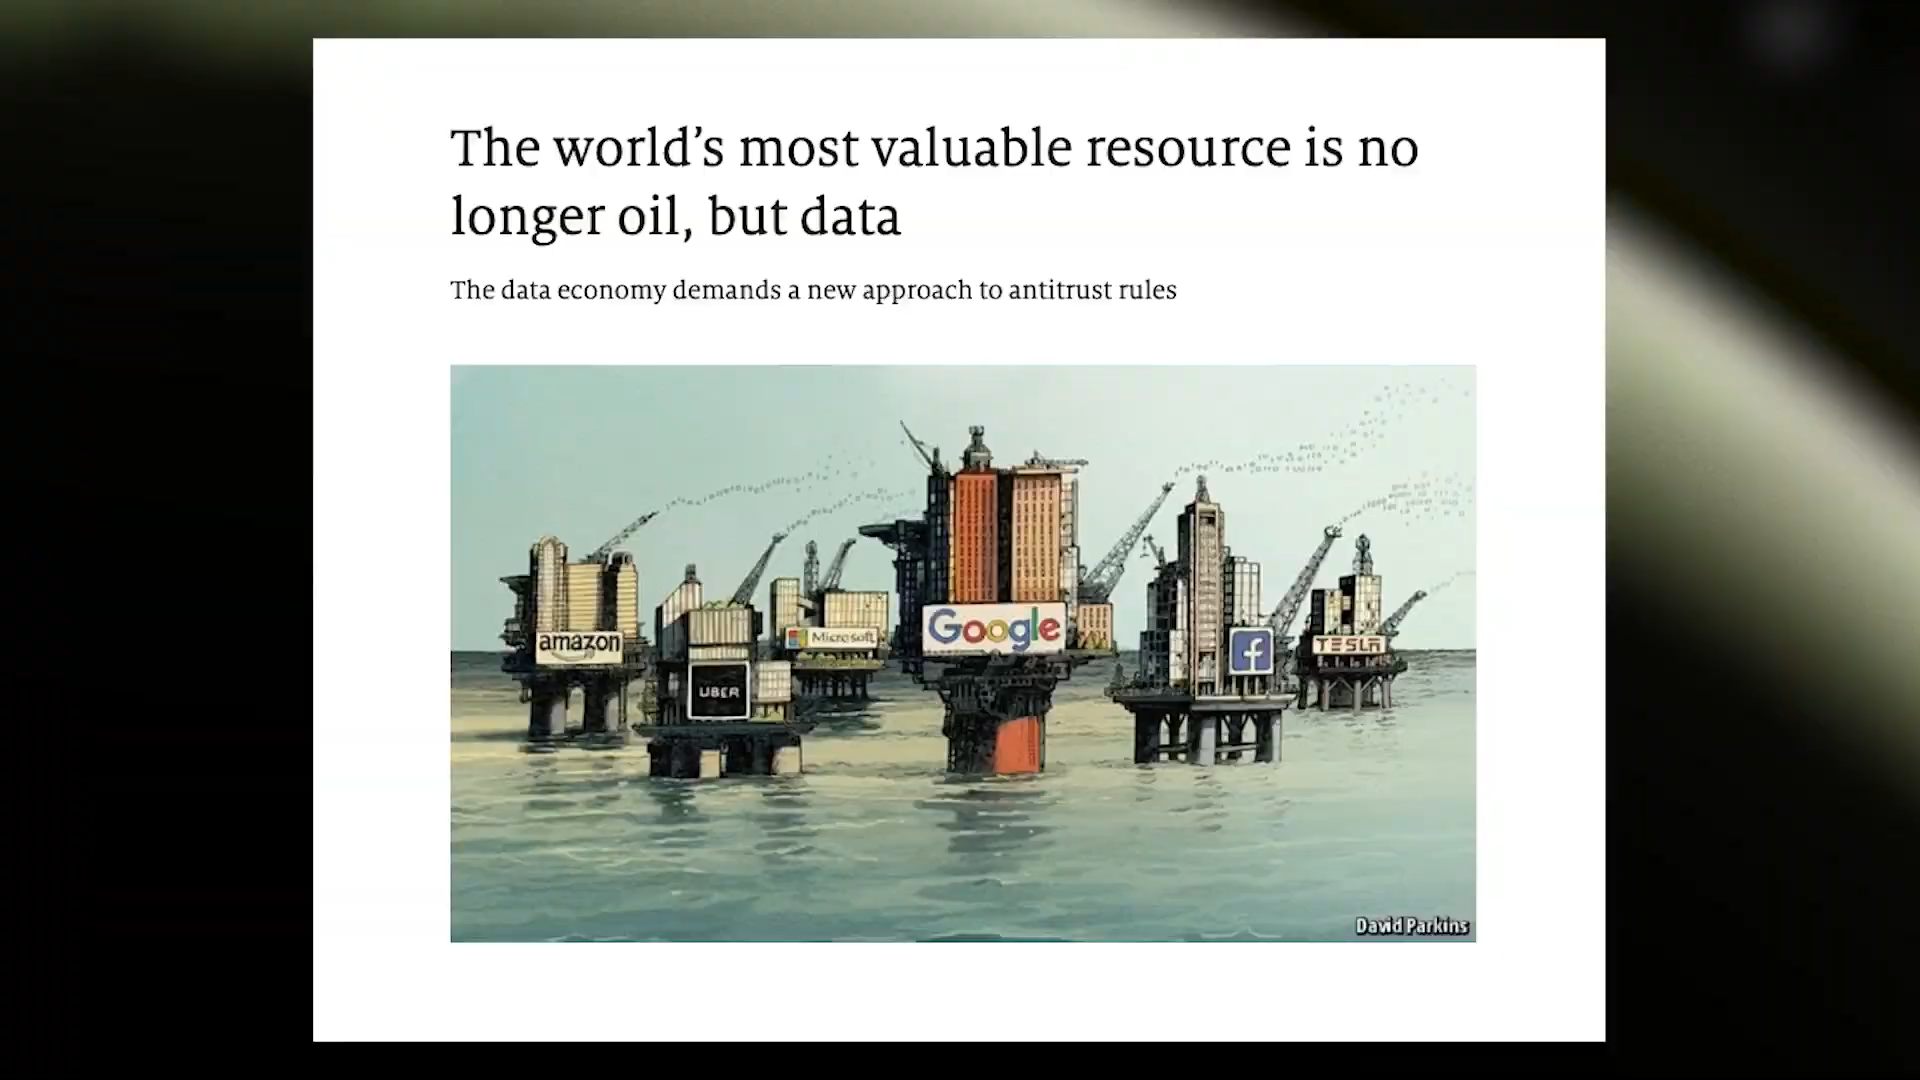 The world’s most valuable resource is no
longer oil, but data
The data economy demands a new approach to antitrust rules
Google
amazon
Microsoft
TESLA
UBER
f
David Parkins